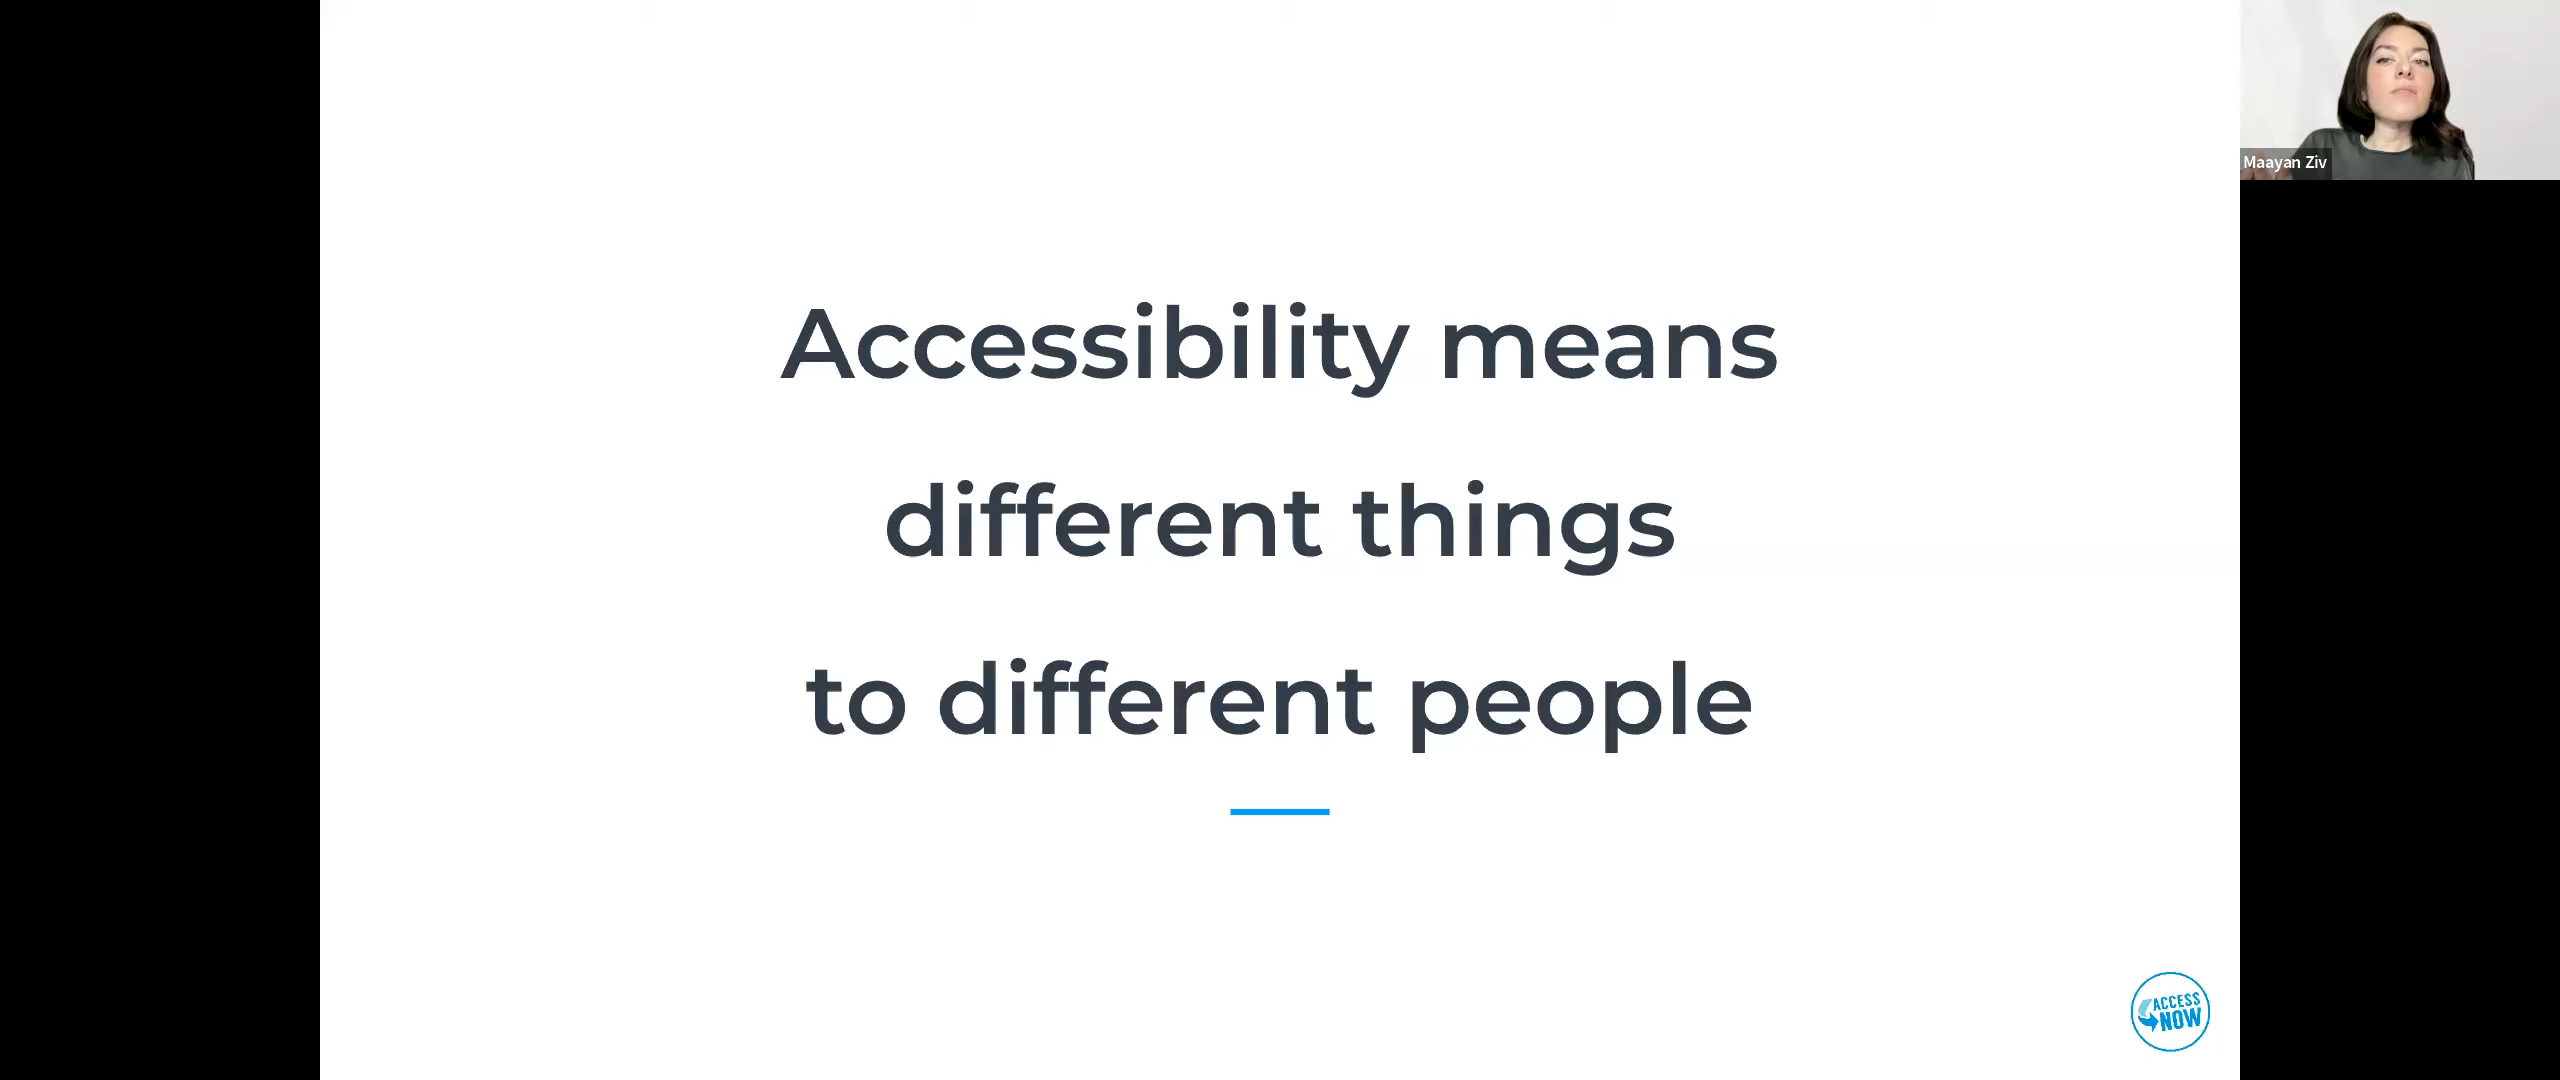 Accessibility means
different things
to different people
Maayan Ziv
ACCESS
NOW